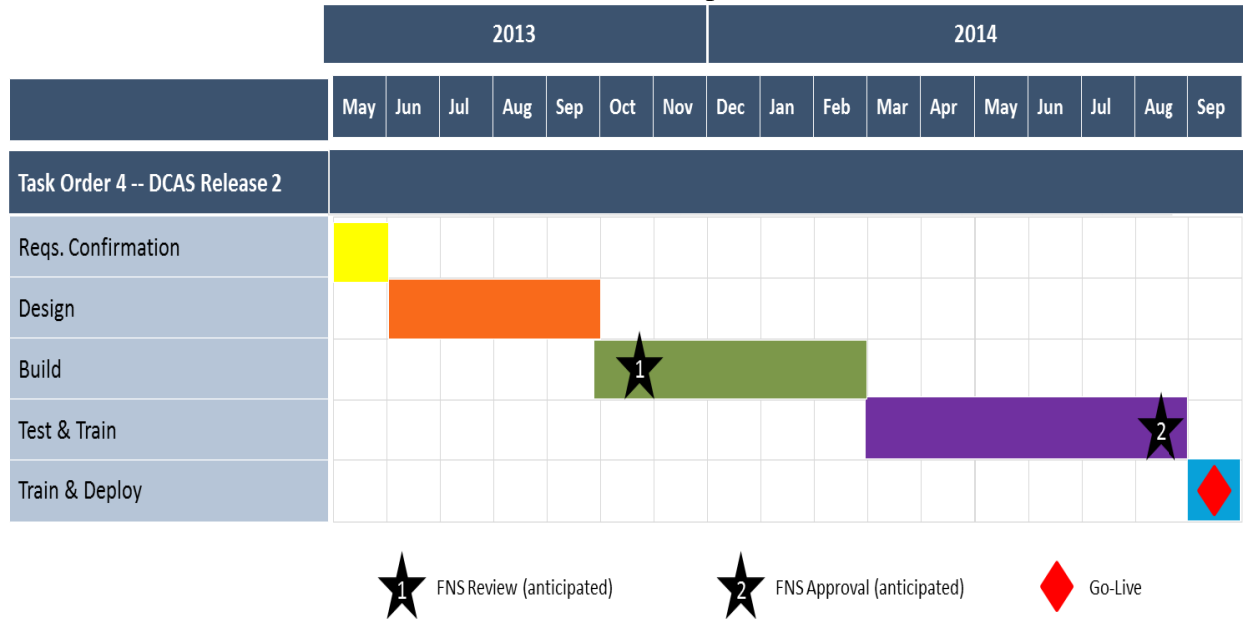 2013 2014
May Jun Jul Aug Sep Oct Nov Dec Jan Feb Mar Apr May Jun Jul Aug Sep
Task Order 4 -- DCAS Release 2
Reqs. Confirmation
Design
Build 1
Test & Train 2
Train & Deploy
1 FNS Review (anticipated) 2 FNS Approval (anticipated) Go-Live